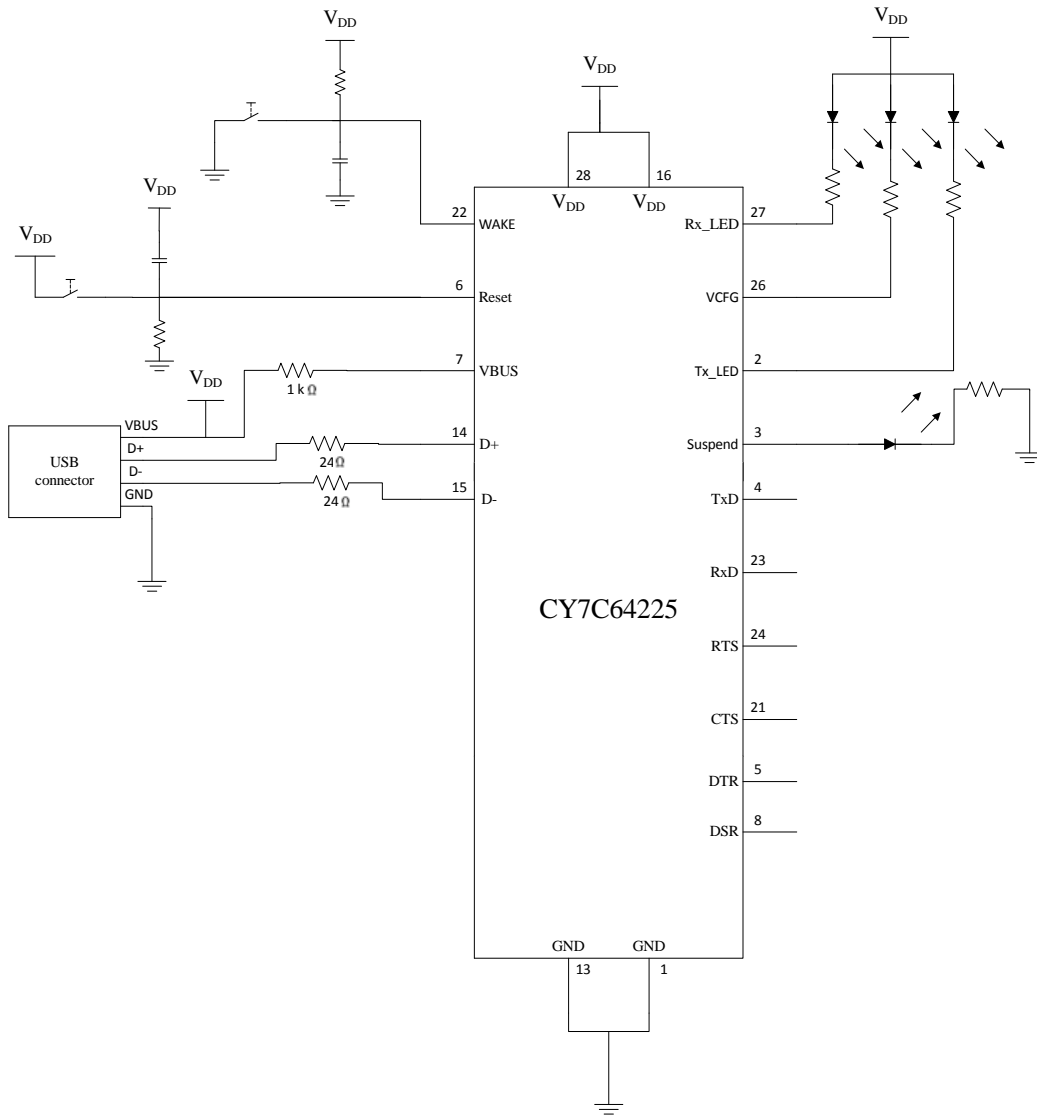 VDD
VDD
VDD
VDD
28
16
VDD
VDD
22
WAKE
Rx_LED
27
VDD
6
Reset
VCFG
26
VDD
1 kΩ
7
VBUS
Tx_LED
2
USB
connector
VBUS
D+
D-
GND
24Ω
14
D+
Suspend
3
24Ω
15
D-
TxD
4
RxD
23
CY7C64225
RTS
24
CTS
21
DTR
5
DSR
8
GND
GND
13
1